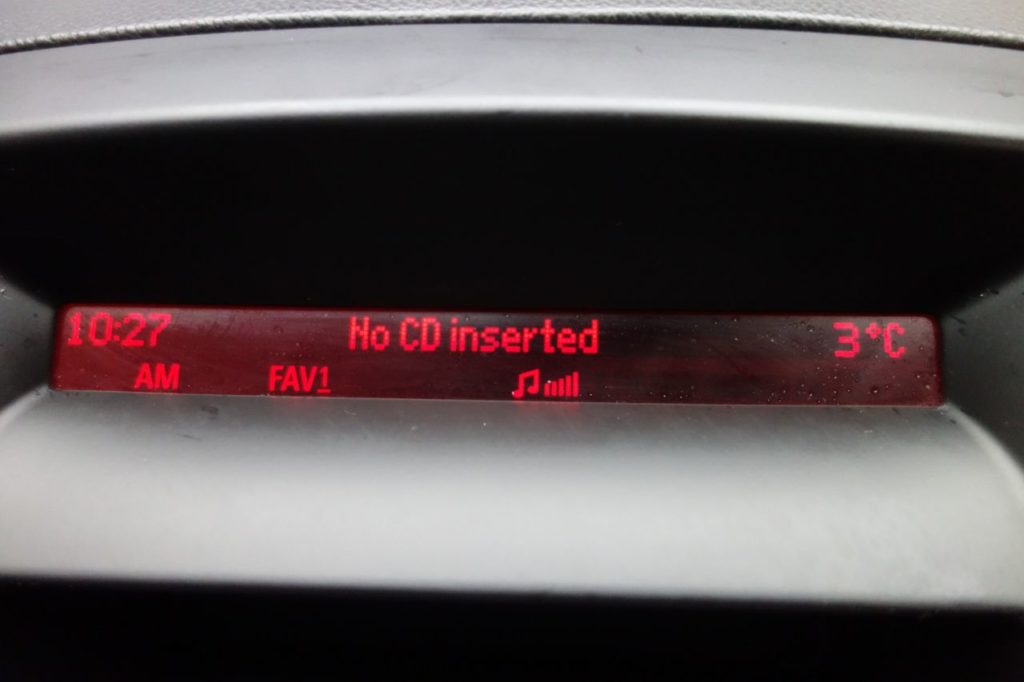 10:27 No CD inserted 3°C
AM FAV1